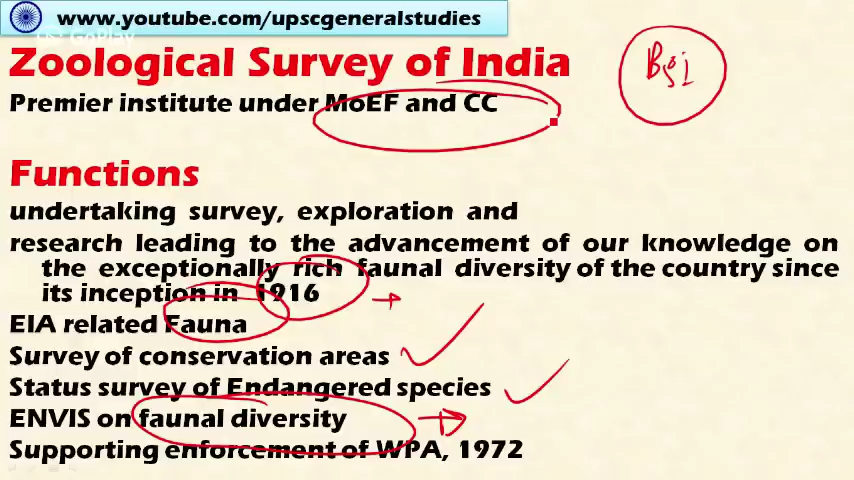 www.youtube.com/upscgeneralstudies
Zoological Survey of India
BSI
Premier institute under MoEF and CC
Functions
undertaking survey, exploration and
research leading to the advancement of our knowledge on
the exceptionally rich faunal diversity of the country since
its inception in 1916
EIA related Fauna
Survey of conservation areas
Status survey of Endangered species
ENVIS on faunal diversity
Supporting enforcement of WPA, 1972